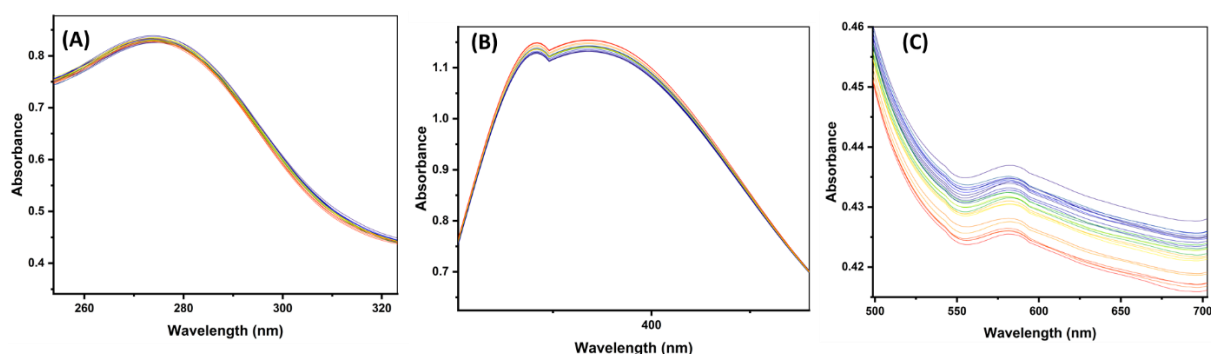 (A)
Absorbance
0.8
0.7
0.6
0.5
0.4
260 280 300 320
Wavelength (nm)
(B)
Absorbance
1.1
1.0
0.9
0.8
0.7
400
Wavelength (nm)
(C)
Absorbance
0.46
0.45
0.44
0.43
0.42
500 550 600 650 700
Wavelength (nm)